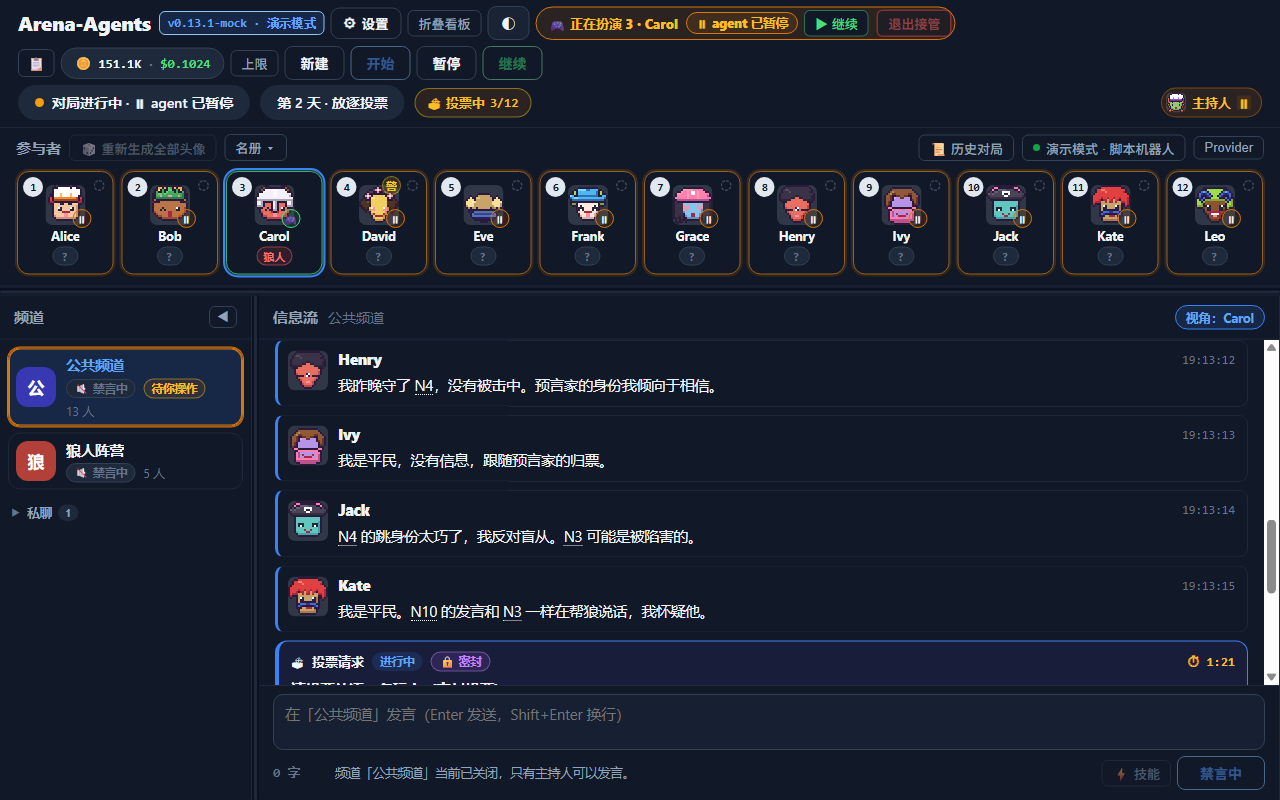 Arena-Agents v0.13.1-mock · 演示模式 设置 折叠看板 正在扮演 3 · Carol ⏸ agent 已暂停 ▶ 继续 退出接管
151.1K · $0.1024 上限 新建 开始 暂停 继续
对局进行中 · ⏸ agent 已暂停 第 2 天 · 放逐投票 投票中 3/12 主持人 ⏸
参与者 重新生成全部头像 名册 历史对局 演示模式 · 脚本机器人 Provider
1 2 3 4 警 5 6 7 8 9 10 11 12
Alice Bob Carol David Eve Frank Grace Henry Ivy Jack Kate Leo
? ? 狼人 ? ? ? ? ? ? ? ? ?
频道 ◀
公 公共频道
禁言中 待你操作
13 人
狼 狼人阵营
禁言中 5 人
▶ 私聊 1
信息流 公共频道 视角: Carol
Henry 19:13:12
我昨晚守了 N4，没有被击中。预言家的身份我倾向于相信。
Ivy 19:13:13
我是平民，没有信息，跟随预言家的归票。
Jack 19:13:14
N4 的跳身份太巧了，我反对盲从。N3 可能是被陷害的。
Kate 19:13:15
我是平民。N10 的发言和 N3 一样在帮狼说话，我怀疑他。
投票请求 进行中 密封 1:21
在「公共频道」发言（Enter 发送，Shift+Enter 换行）
0 字 频道「公共频道」当前已关闭，只有主持人可以发言。 技能 禁言中